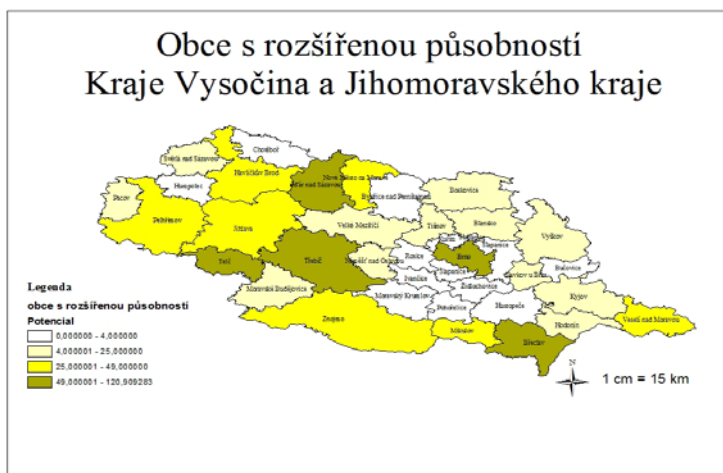 Obce s rozšířenou působností
Kraje Vysočina a Jihomoravského kraje
Chotěboř
Světlá nad Sázavou
Havlíčkův Brod
Humpolec
Pacov
Pelhřimov
Jihlava
Žďár nad Sázavou
Nové Město na Moravě
Bystřice nad Pernštejnem
Boskovice
Velké Meziříčí
Tišnov
Blansko
Vyškov
Telč
Třebíč
Náměšť nad Oslavou
Rosice
Brno
Šlapanice
Ivančice
Bučovice
Slavkov u Brna
Židlochovice
Moravské Budějovice
Moravský Krumlov
Pohořelice
Hustopeče
Kyjov
Znojmo
Mikulov
Hodonín
Veselí nad Moravou
Břeclav
Legenda
obce s rozšířenou působností
Potencial
0,000000 - 4,000000
4,000001 - 25,000000
25,000001 - 49,000000
49,000001 - 120,909283
N
1 cm = 15 km